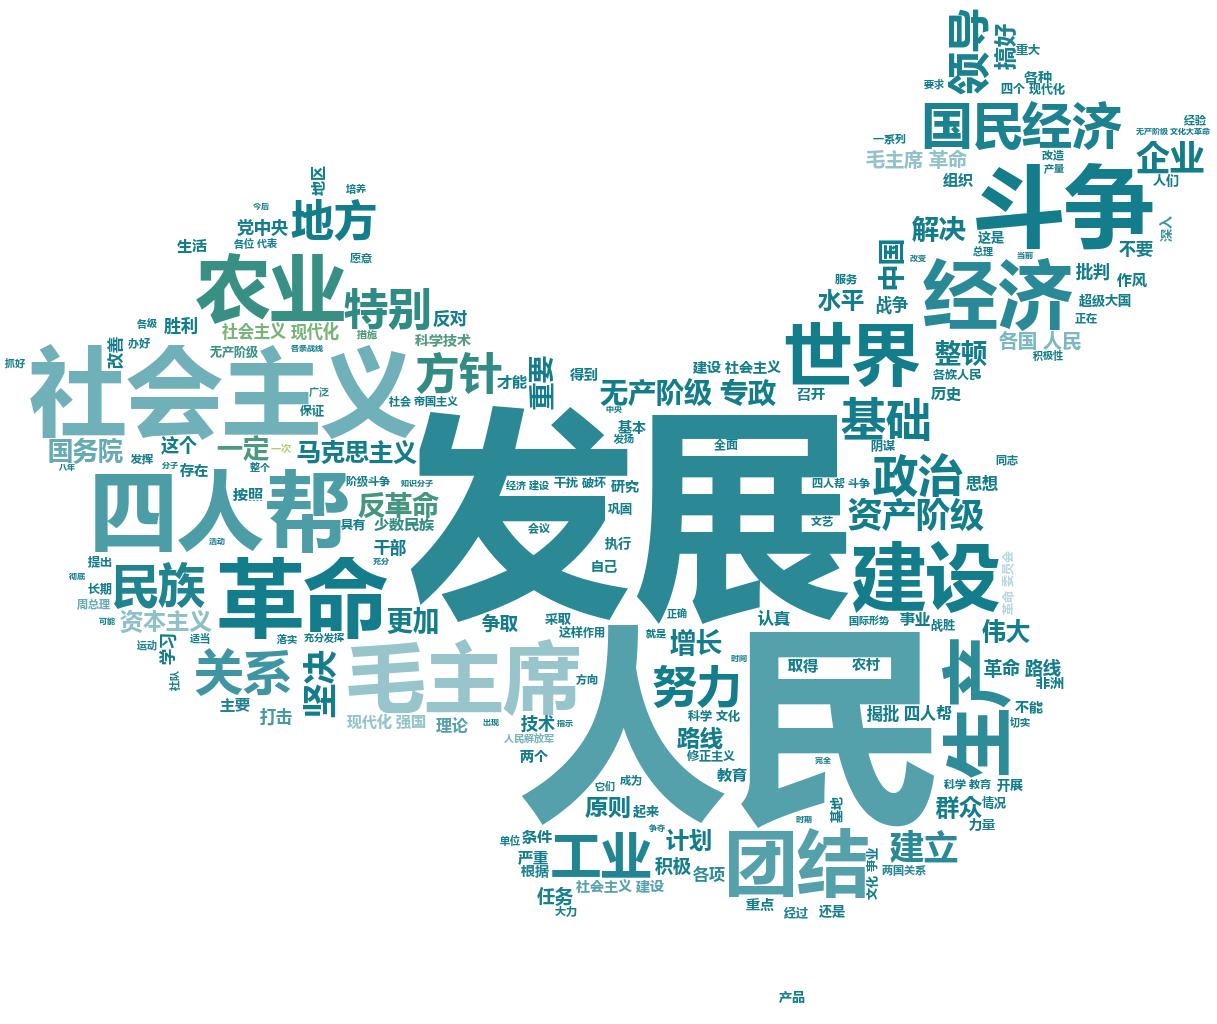 领导
搞好
重大
各种
要求
四个 现代化
国民经济
经验
无产阶级 文化大革命
一系列
毛主席 革命
改造
企业
产量
组织
人们
斗争
地区
培养
今后
地方
党中央
各位 代表
生活
解决
这是
深入
不要
总理
当前
改变
中国
农业
愿意
经济
批判
作风
服务
特别
水平
战争
超级大国
反对
正在
各级
胜利
社会主义 现代化
措施
科学技术
世界
各国 人民
改善
办好
无产阶级
各条战线
整顿
积极性
抓好
社会主义
方针
重要
才能
得到
建设 社会主义
各族人民
广泛
社会 帝国主义
无产阶级 专政
召开
历史
保证
中央
基础
基本
发扬
发展
全面
阴谋
国务院
这个
一定
一次
马克思主义
发挥
分子
存在
整个
八年
同志
政治
思想
四人帮
按照
阶级斗争
知识分子
经济 建设
干扰 破坏
研究
四人帮 斗争
反革命
巩固
资产阶级
具有
少数民族
会议
文艺
活动
干部
执行
建设
提出
充分
自己
革命 委员会
彻底
长期
民族
革命
周总理
可能
资本主义
更加
争取
采取
正确
认真
国际形势
事业
战胜
适当
落实
充分发挥
这样作用
就是
增长
伟大
运动
学习
关系
坚决
毛主席
人民
时间
取得
农村
生产
革命 路线
社队
方向
努力
非洲
主要
打击
现代化 强国
理论
出现
技术
指示
科学 文化
揭批 四人帮
不能
切实
人民解放军
路线
两个
修正主义
完全
教育
它们
成为
科学 教育
开展
原则
起来
基地
群众
情况
时期
力量
争夺
单位
条件
工业
计划
团结
建立
严重
根据
积极
各项
文化 事业
两国关系
社会主义 建设
任务
大力
重点
经过
还是
产品